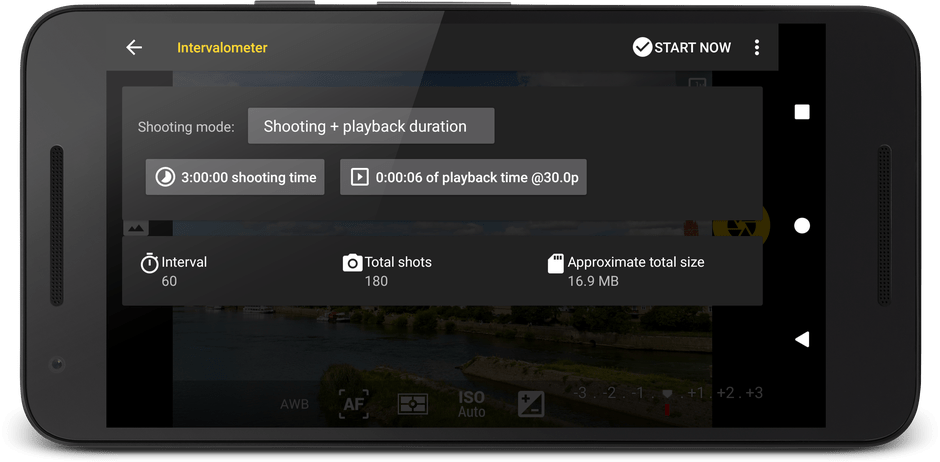 Intervalometer
START NOW
Shooting mode: Shooting + playback duration
3:00:00 shooting time
0:00:06 of playback time @30.0p
Interval
60
Total shots
180
Approximate total size
16.9 MB
AWB
AF
ISO
Auto
-3 . -2 . -1 . . +1 . +2 . +3